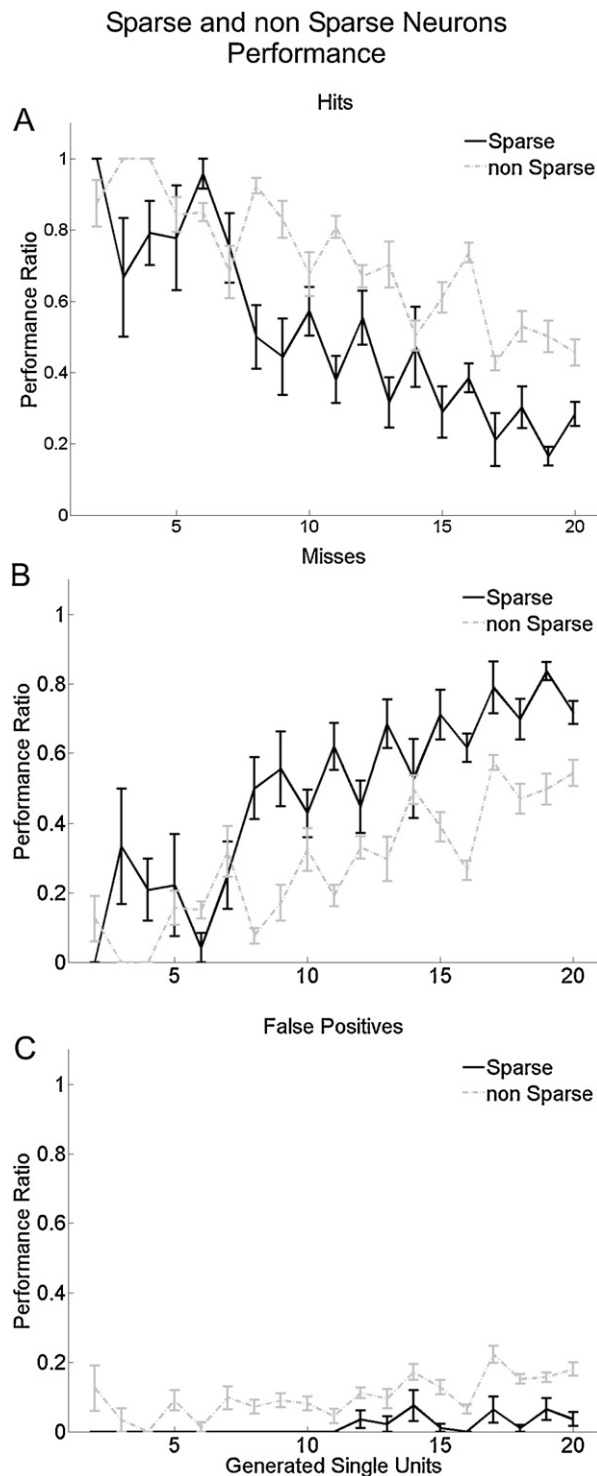 Sparse and non Sparse Neurons
Performance
A
Hits
Sparse
non Sparse
Performance Ratio
1
0.8
0.6
0.4
0.2
0
5
10
15
20
B
Misses
Sparse
non Sparse
Performance Ratio
1
0.8
0.6
0.4
0.2
0
5
10
15
20
C
False Positives
Sparse
non Sparse
Performance Ratio
1
0.8
0.6
0.4
0.2
0
5
10
15
20
Generated Single Units